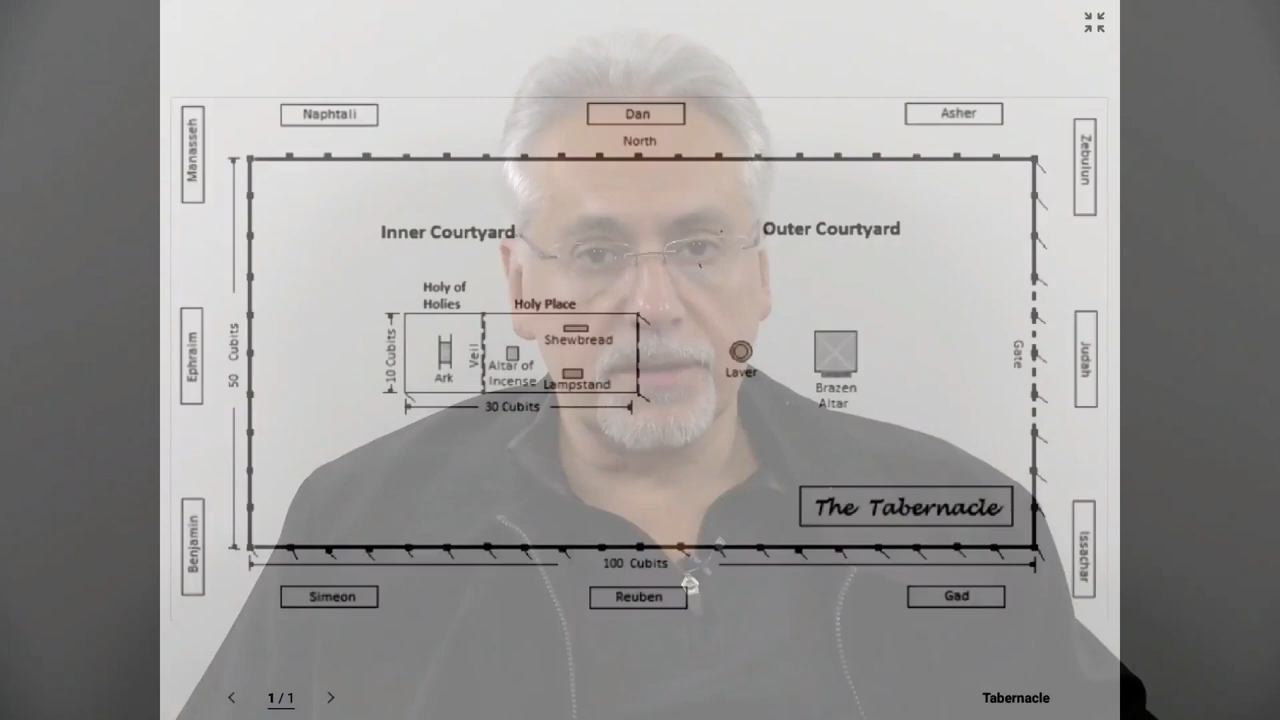 Naphtali
Dan
Asher
North
Manasseh
Zebulun
Inner Courtyard
Outer Courtyard
Holy of
Holies
Holy Place
Shewbread
10 Cubits
Veil
Ark
Altar of
Incense
Lampstand
30 Cubits
Laver
Brazen
Altar
Gate
Ephraim
50 Cubits
Judah
The Tabernacle
Benjamin
Issachar
100 Cubits
Simeon
Reuben
Gad
1 / 1
Tabernacle